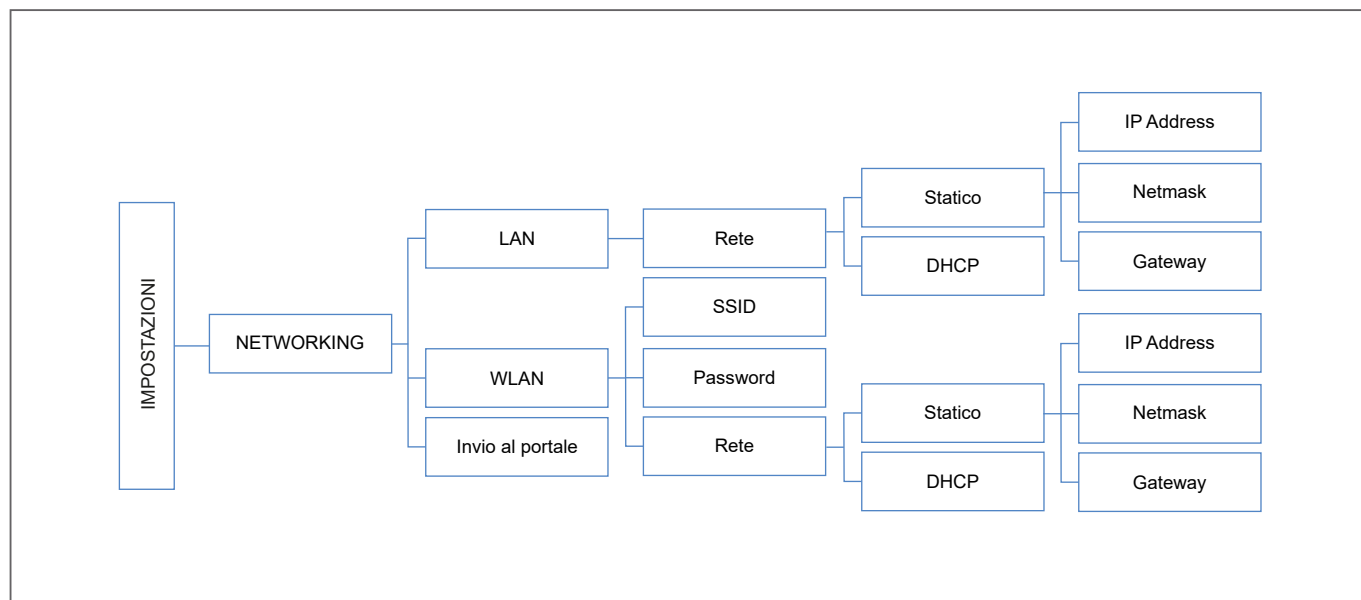 IMPOSTAZIONI
NETWORKING
LAN
Rete
Statico
IP Address
Netmask
Gateway
DHCP
WLAN
SSID
Password
Rete
Statico
IP Address
Netmask
Gateway
DHCP
Invio al portale